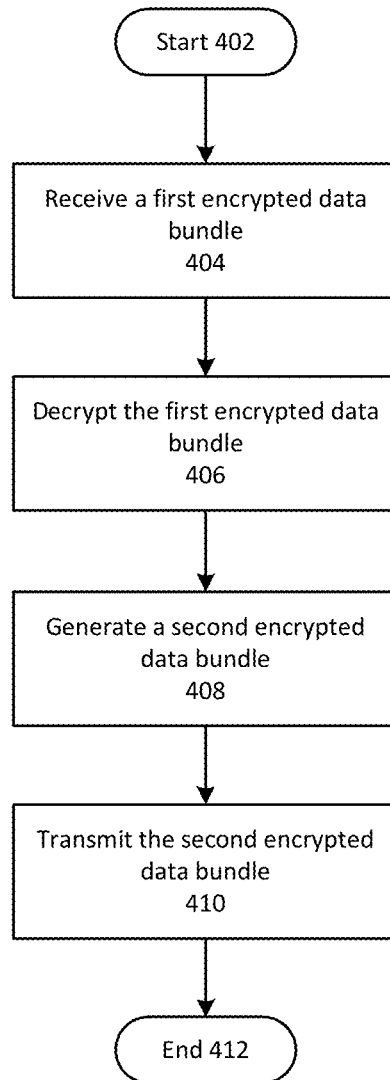 Start 402
Receive a first encrypted data
bundle
404
Decrypt the first encrypted data
bundle
406
Generate a second encrypted
data bundle
408
Transmit the second encrypted
data bundle
410
End 412